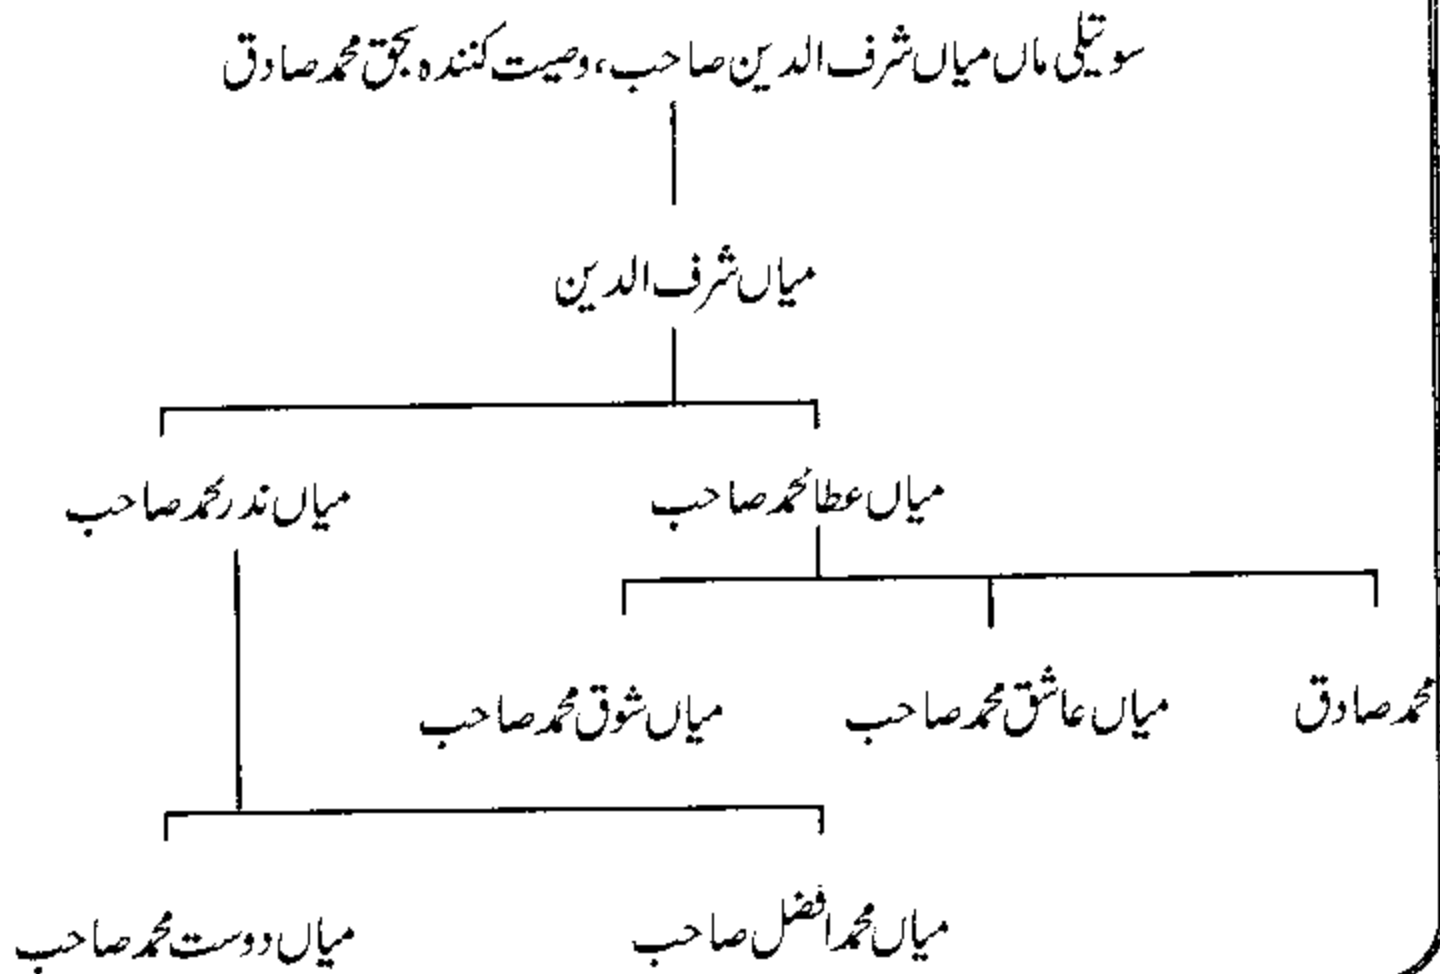 سوتیلی ماں میاں شرف الدین صاحب، وصیت کنندہ بحق محمد صادق
میاں شرف الدین
میاں عطا محمد صاحب میاں نذر محمد صاحب
محمد صادق میاں عاشق محمد صاحب میاں شوق محمد صاحب
میاں محمد افضل صاحب میاں دوست محمد صاحب